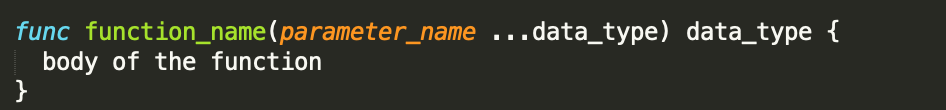 func function_name(parameter_name ...data_type) data_type {
  body of the function
}